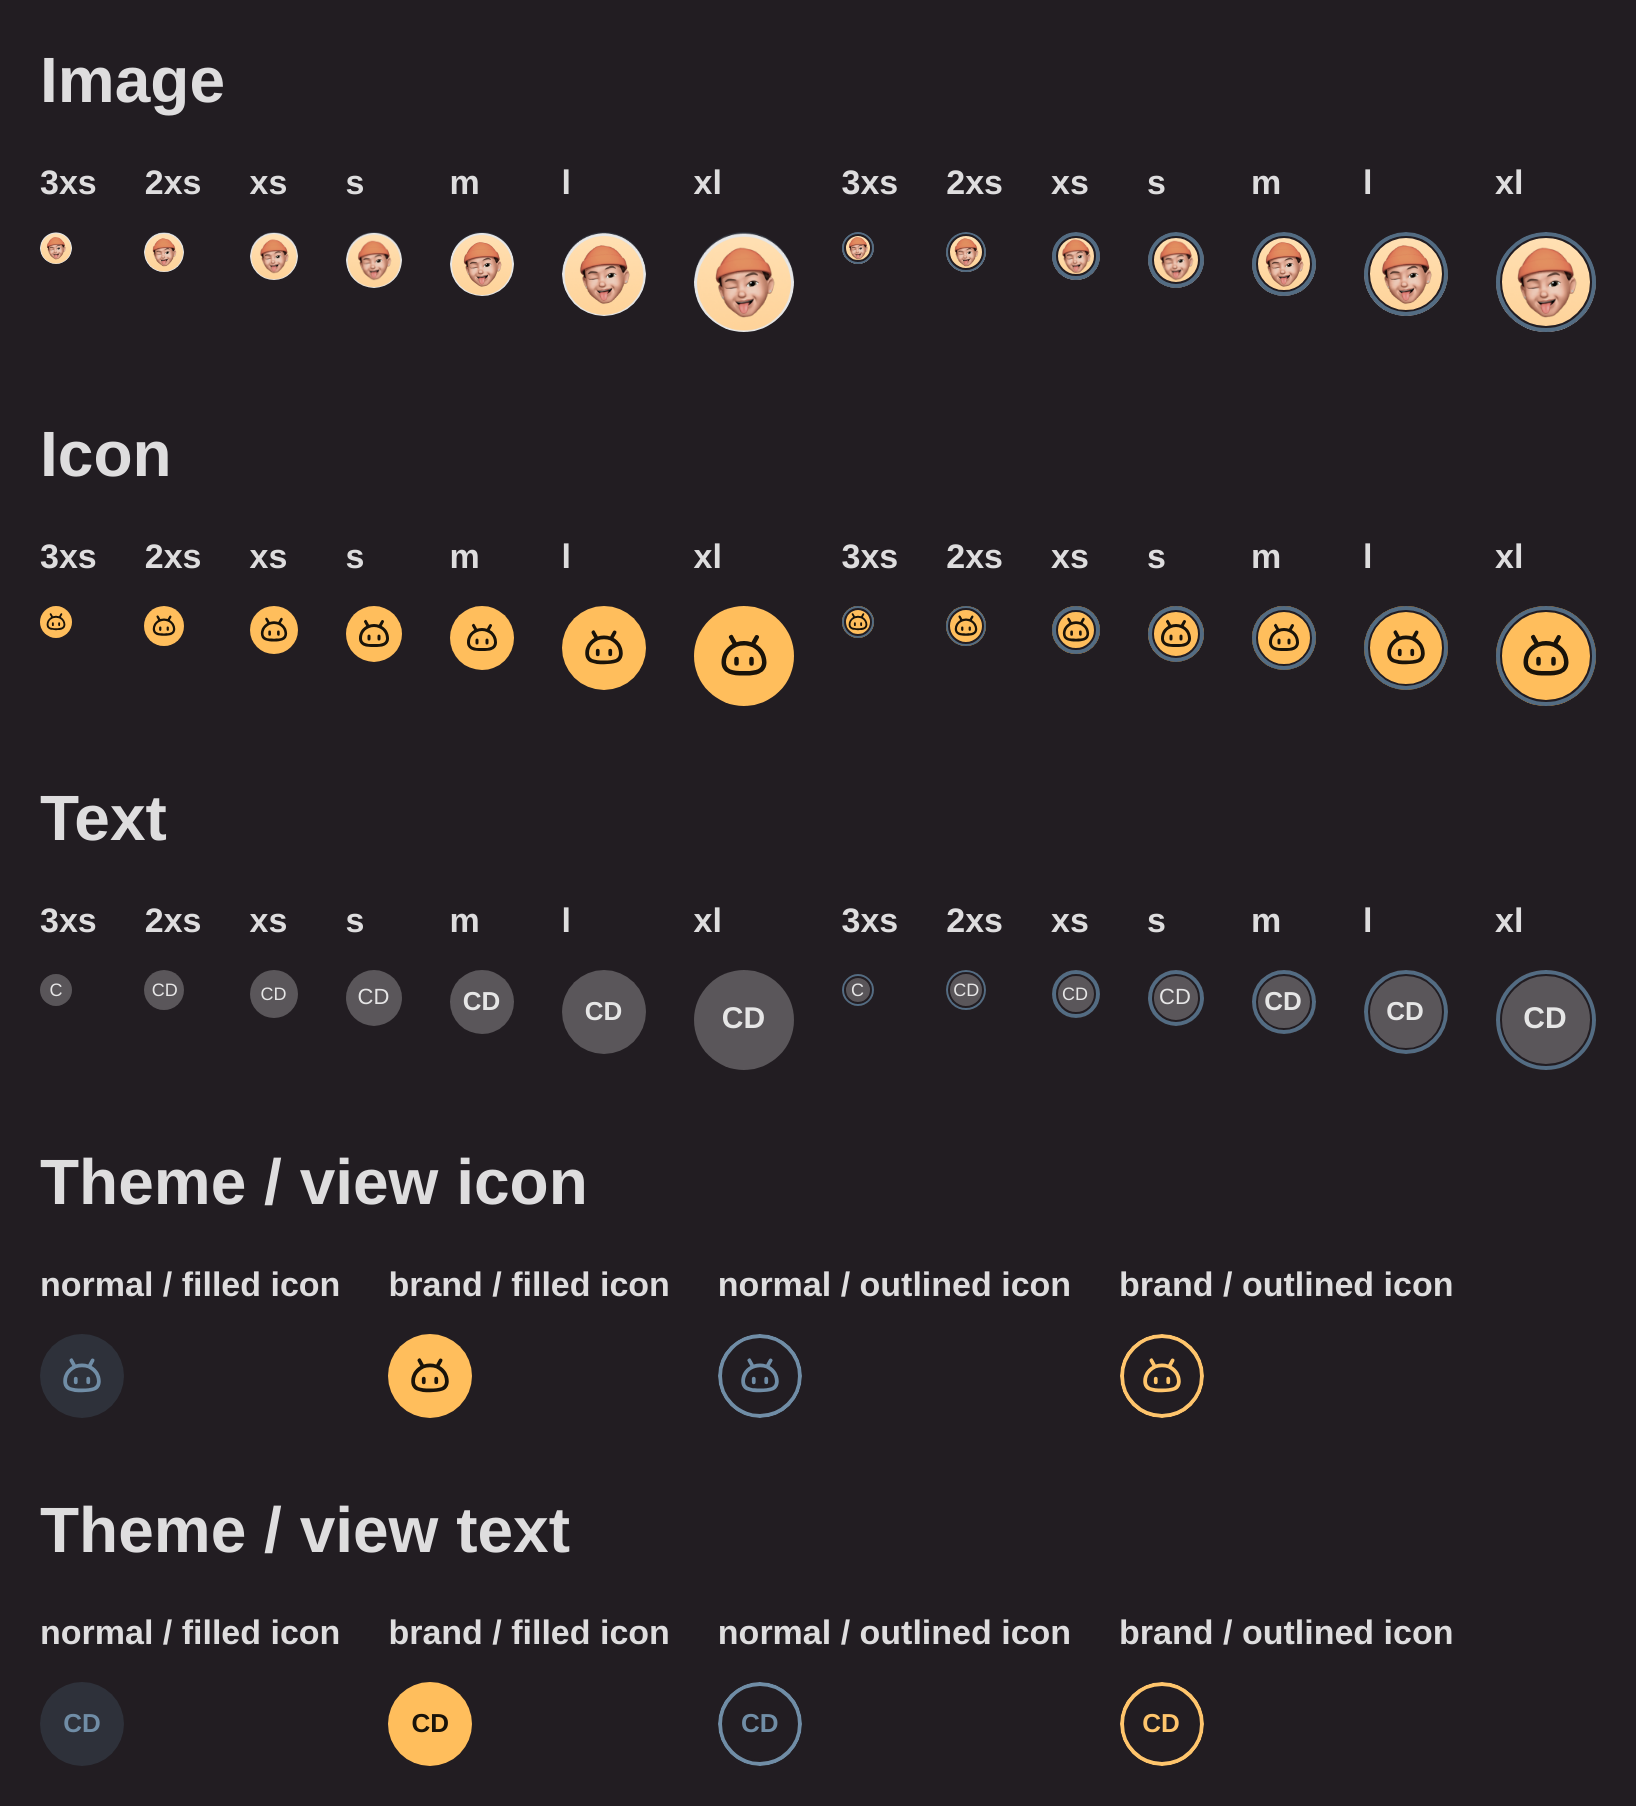 Image
3xs 2xs xs s m l xl 3xs 2xs xs s m l xl
Icon
3xs 2xs xs s m l xl 3xs 2xs xs s m l xl
Text
3xs 2xs xs s m l xl 3xs 2xs xs s m l xl
C CD CD CD CD CD CD C CD CD CD CD CD CD
Theme / view icon
normal / filled icon brand / filled icon normal / outlined icon brand / outlined icon
Theme / view text
normal / filled icon brand / filled icon normal / outlined icon brand / outlined icon
CD CD CD CD